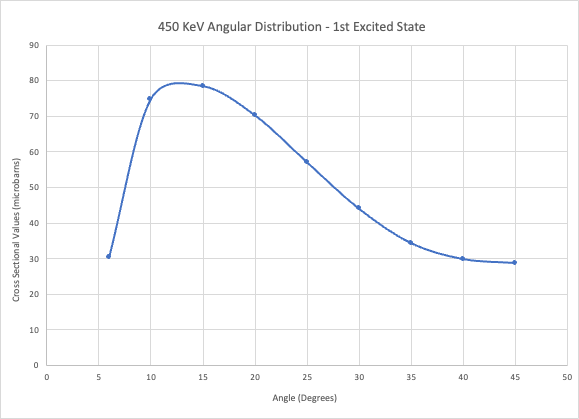 450 KeV Angular Distribution - 1st Excited State
90
80
70
60
50
40
30
20
10
0
Cross Sectional Values (microbarns)
0 5 10 15 20 25 30 35 40 45 50
Angle (Degrees)